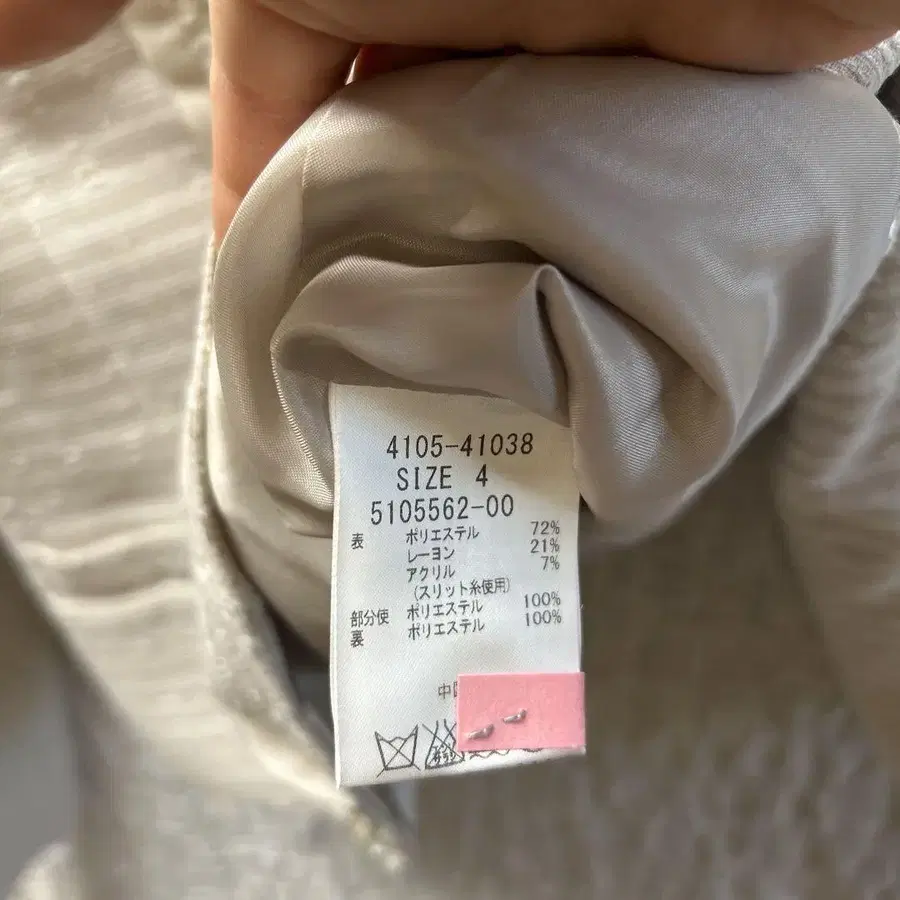 4105-41038
SIZE 4
5105562-00
表 ポリエステル 72%
レーヨン 21%
アクリル 7%
(スリット糸使用)
部分使 ポリエステル 100%
裏 ポリエステル 100%
中